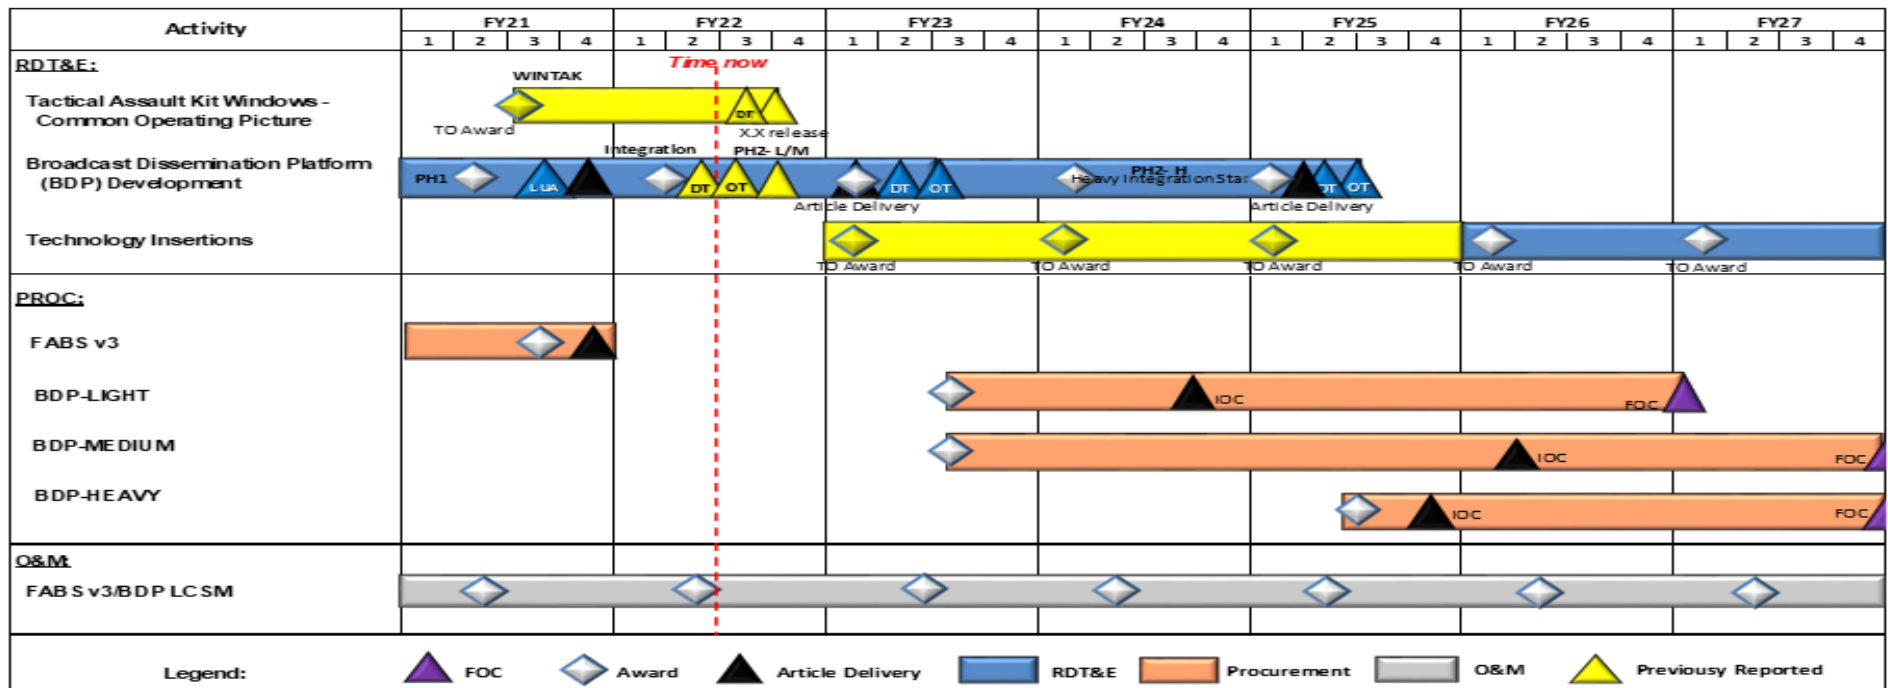 Activity
FY21 FY22 FY23 FY24 FY25 FY26 FY27
1 2 3 4 1 2 3 4 1 2 3 4 1 2 3 4 1 2 3 4 1 2 3 4 1 2 3 4
RDT&E:
Time now
WINTAK
Tactical Assault Kit Windows -
Common Operating Picture
DT
TO Award
X.X release
Integration PH2- L/M
Broadcast Dissemination Platform
(BDP) Development
PH1 LUA DT OT DT OT PH2- H
Heavy Integration Star DT OT
Article Delivery Article Delivery
Technology Insertions
TO Award TO Award TO Award TO Award TO Award
PROC:
FABS v3
BDP-LIGHT
IOC FOC
BDP-MEDIUM
IOC FOC
BDP-HEAVY
IOC FOC
O&M:
FABS v3/BDP LCSM
Legend: FOC Award Article Delivery RDT&E Procurement O&M Previousy Reported